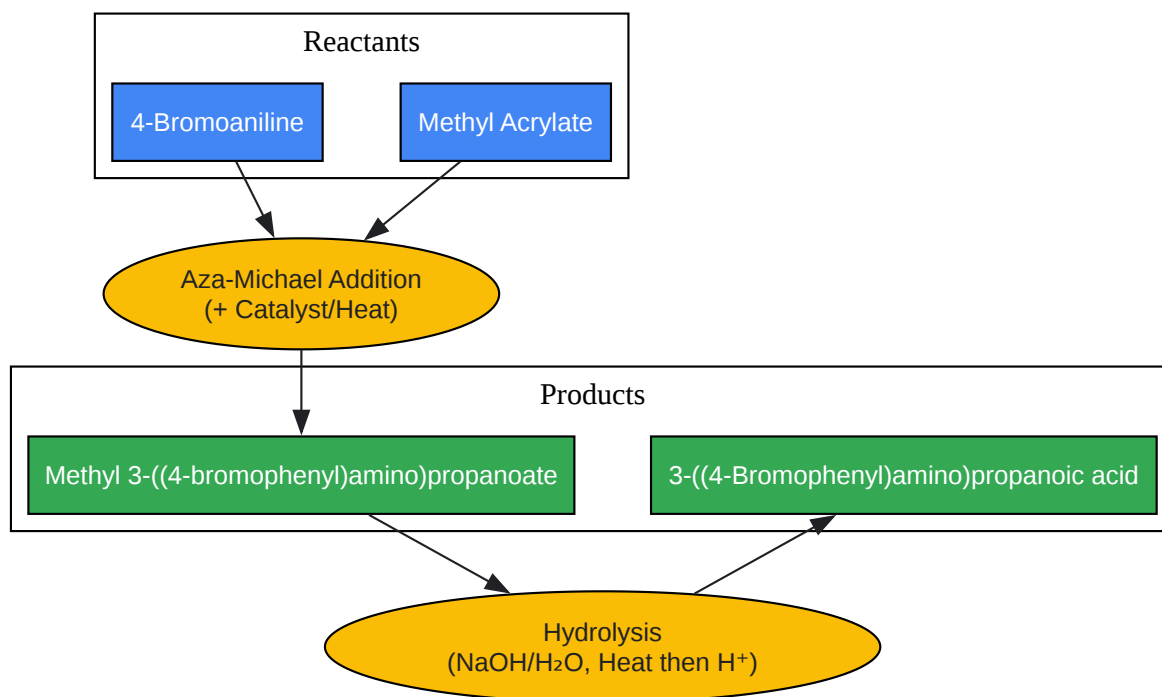 Reactants
4-Bromoaniline
Methyl Acrylate
Aza-Michael Addition
(+ Catalyst/Heat)
Products
Methyl 3-((4-bromophenyl)amino)propanoate
3-((4-Bromophenyl)amino)propanoic acid
Hydrolysis
(NaOH/H₂O, Heat then H⁺)